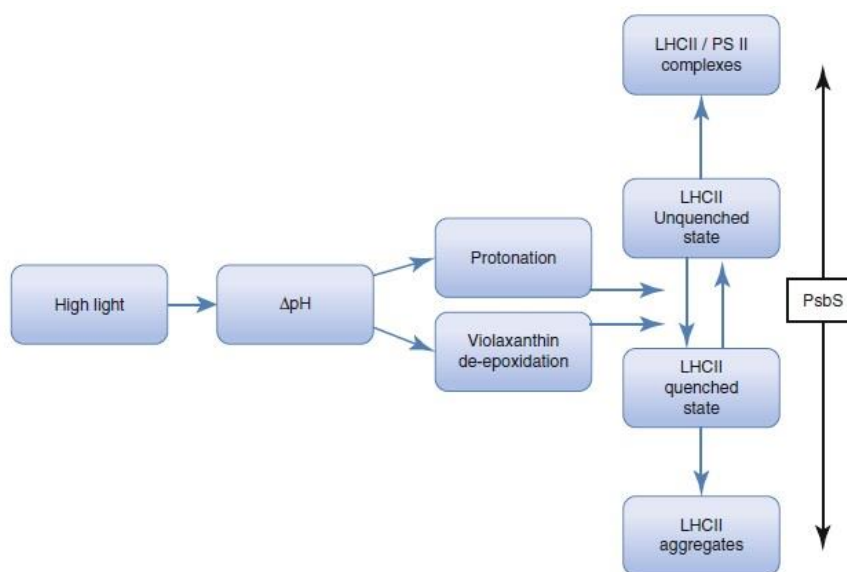 LHCII / PS II
complexes
LHCII
Unquenched
state
Protonation
High light
ΔpH
PsbS
Violaxanthin
de-epoxidation
LHCII
quenched
state
LHCII
aggregates